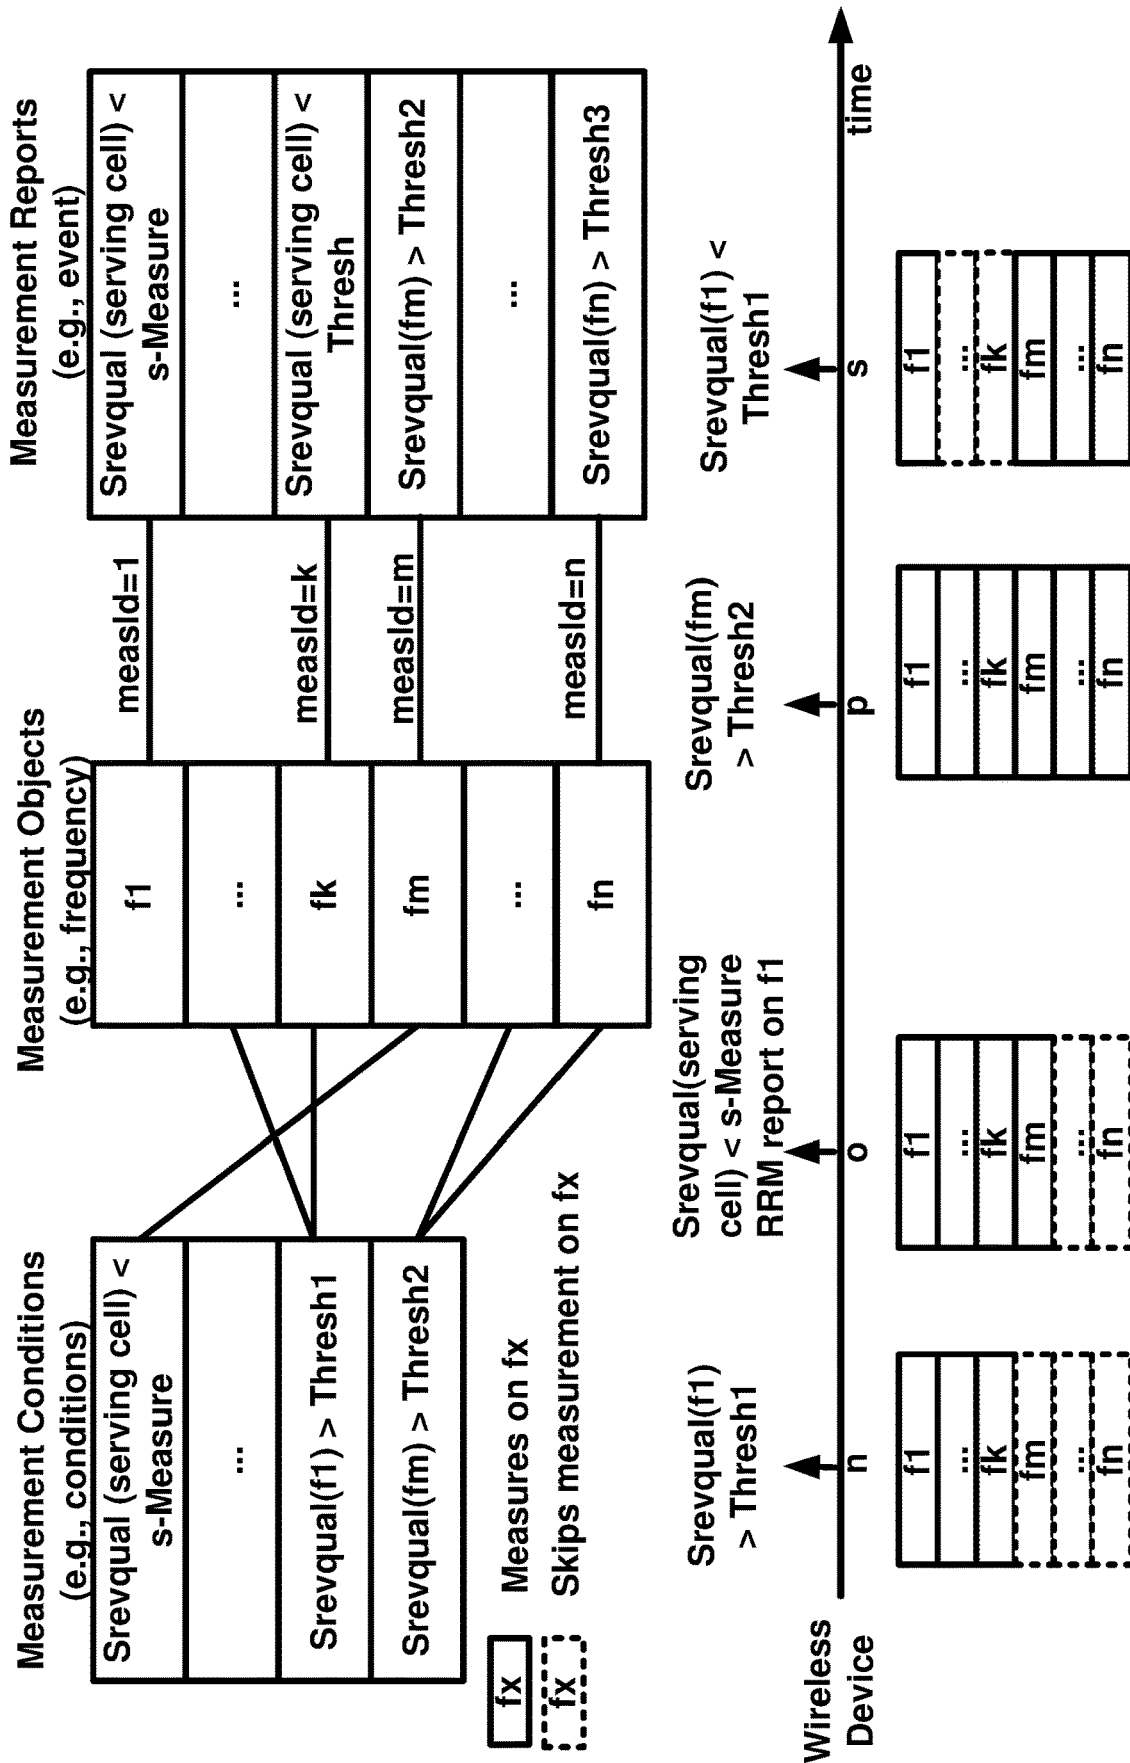 Measurement Conditions
(e.g., conditions)
Srevqual (serving cell) <
s-Measure
...
Srevqual(f1) > Thresh1
Srevqual(fm) > Thresh2
Measurement Objects
(e.g., frequency)
f1
...
fk
fm
...
fn
measId=1
measId=k
measId=m
measId=n
Measurement Reports
(e.g., event)
Srevqual (serving cell) <
s-Measure
...
Srevqual (serving cell) <
Thresh
Srevqual(fm) > Thresh2
...
Srevqual(fn) > Thresh3
fx
Measures on fx
fx
Skips measurement on fx
Srevqual(f1)
> Thresh1
Srevqual(serving
cell) < s-Measure
RRM report on f1
Srevqual(fm)
> Thresh2
Srevqual(f1) <
Thresh1
Wireless
Device
n
o
p
s
time
f1
...
fk
fm
...
fn
f1
...
fk
fm
...
fn
f1
...
fk
fm
...
fn
f1
...
fk
fm
...
fn